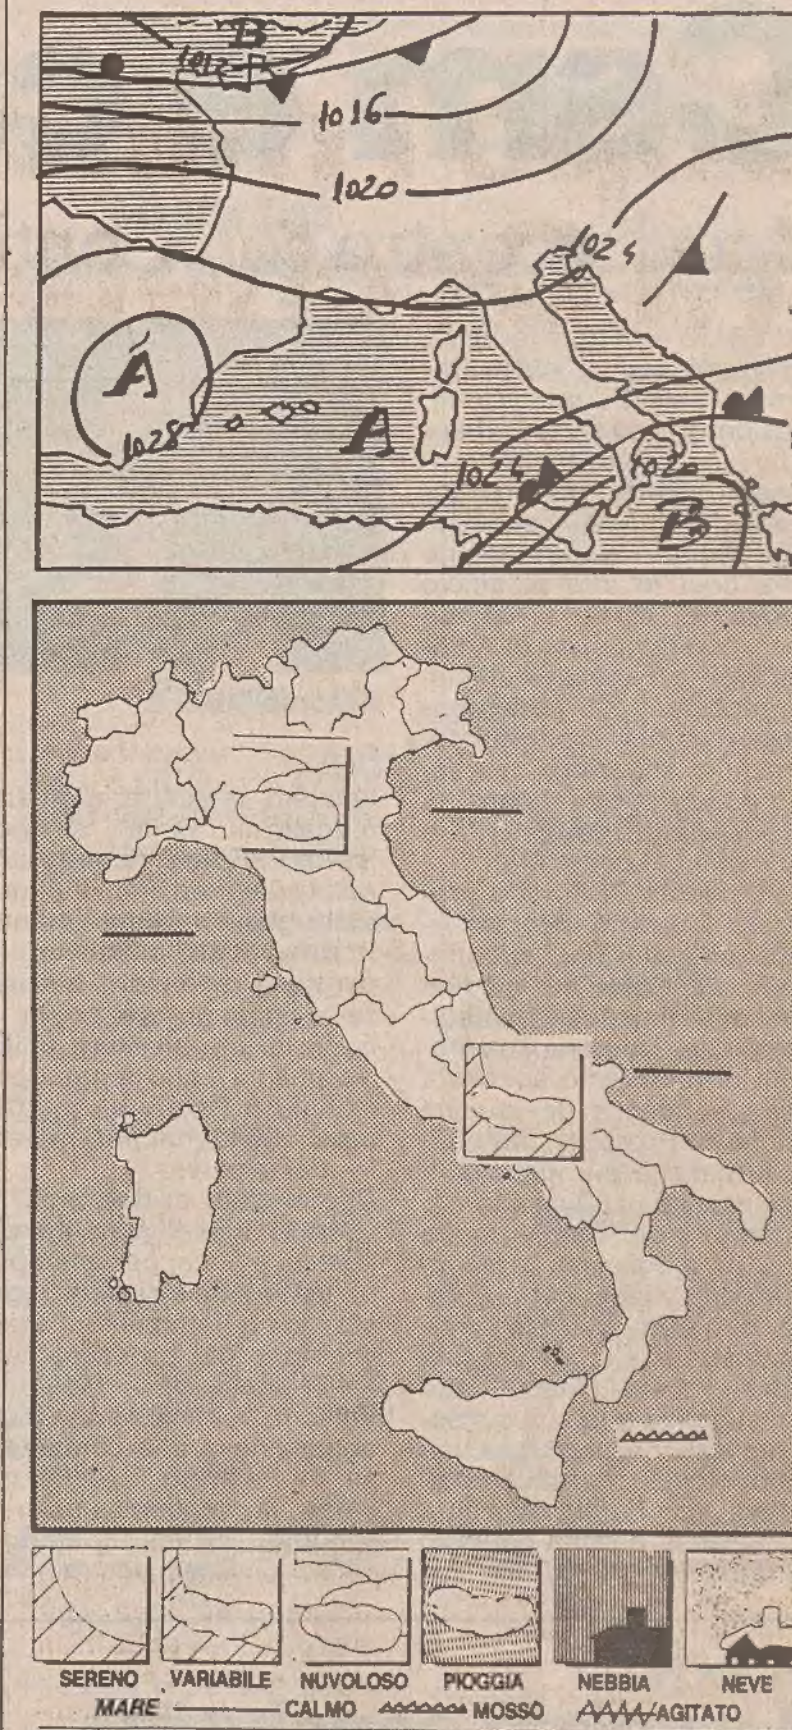 B
1012
1016
1020
1024
A
1028
A
1024
1020
B
SERENO VARIABILE NUVOLOSO PIOGGIA NEBBIA NEVE
MARE CALMO MOSSO AGITATO